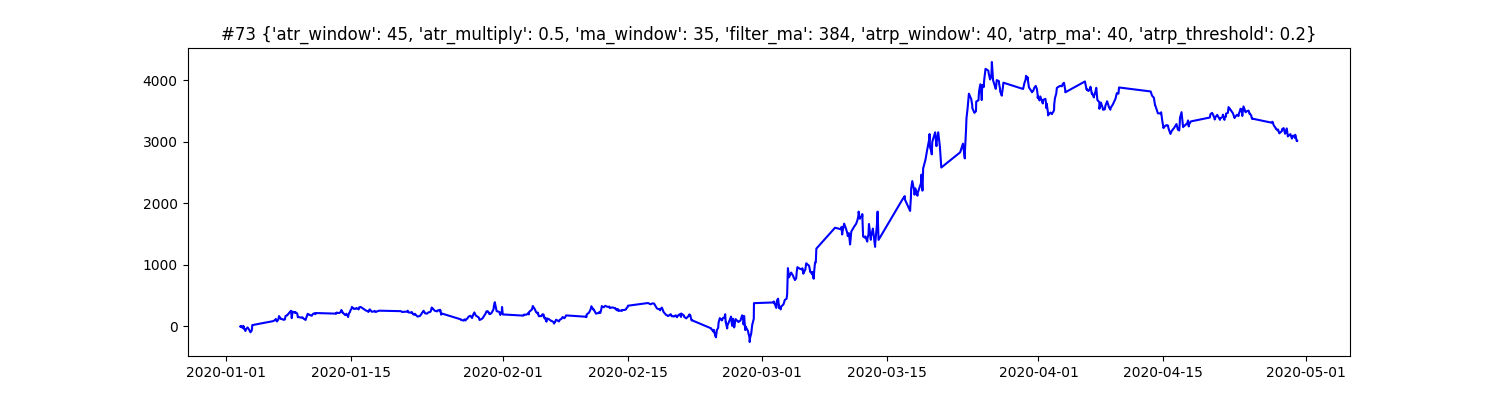 #73 {'atr_window': 45, 'atr_multiply': 0.5, 'ma_window': 35, 'filter_ma': 384, 'atrp_window': 40, 'atrp_ma': 40, 'atrp_threshold': 0.2}
4000
3000
2000
1000
0
2020-01-01 2020-01-15 2020-02-01 2020-02-15 2020-03-01 2020-03-15 2020-04-01 2020-04-15 2020-05-01